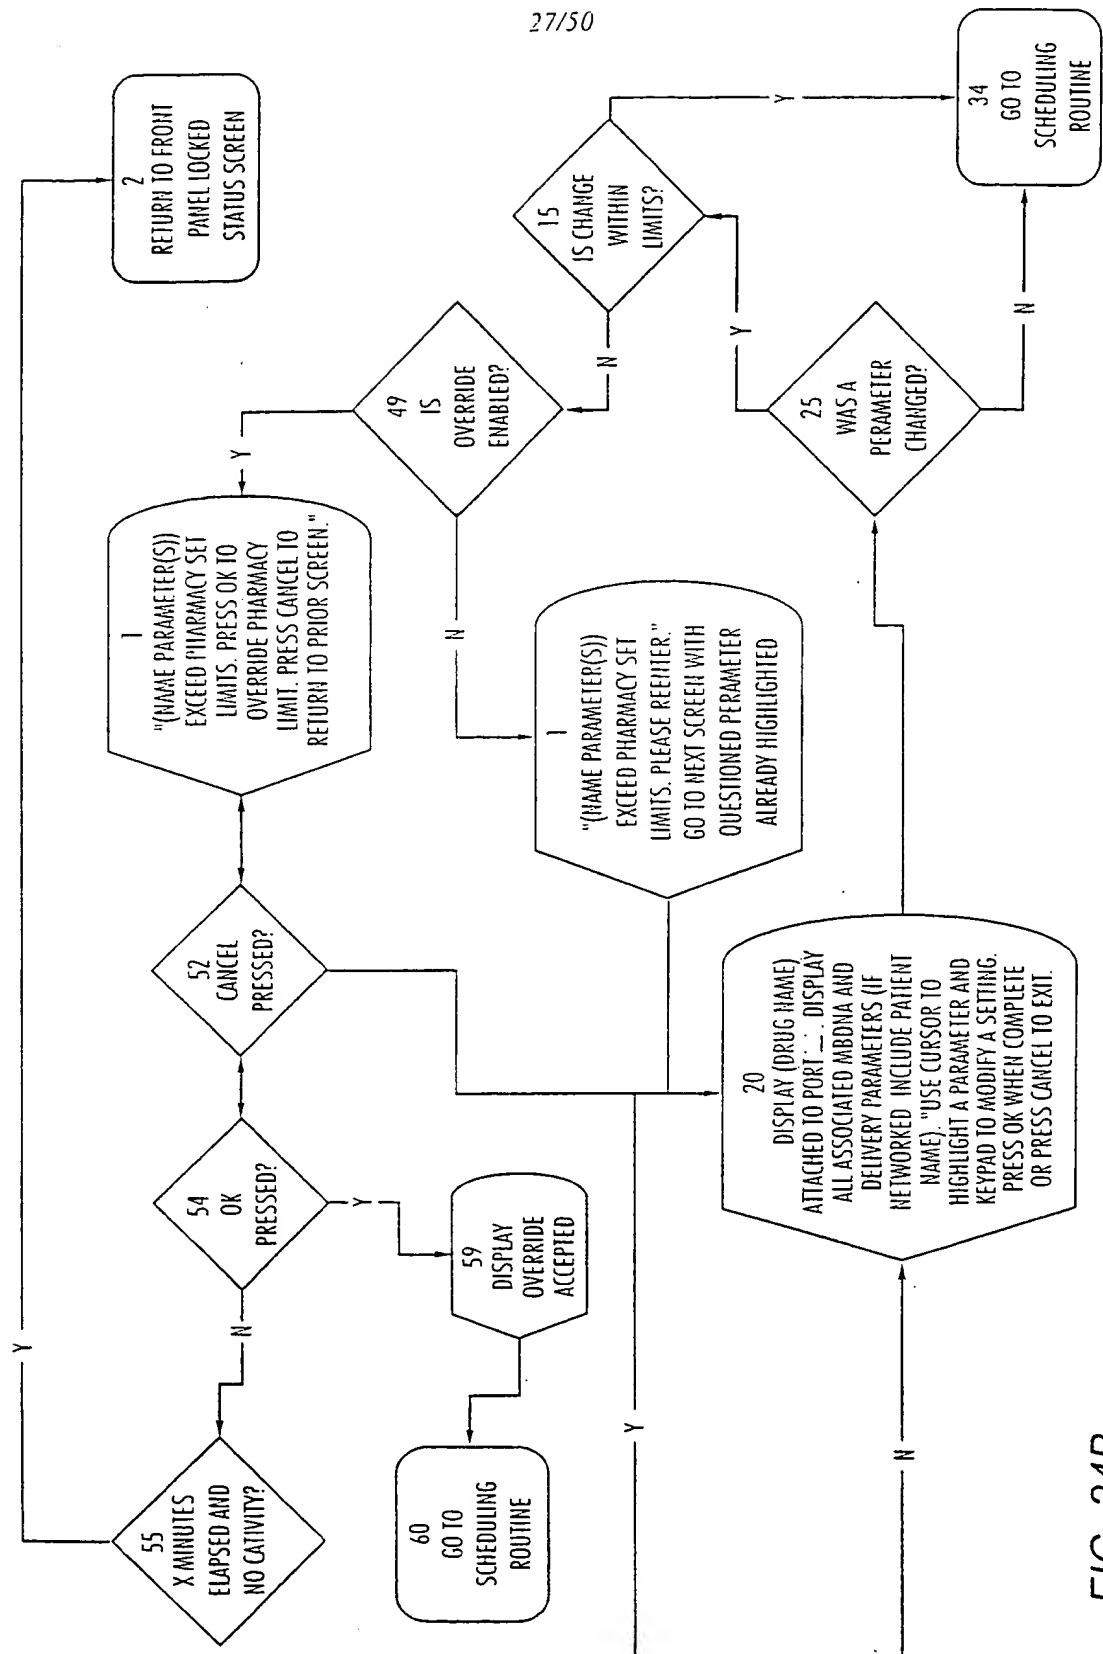 27/50
2
RETURN TO FRONT
PANEL LOCKED
STATUS SCREEN
34
GO TO
SCHEDULING
ROUTINE
Y
15
IS CHANGE
WITHIN
LIMITS?
N
Y
49
IS
OVERRIDE
ENABLED?
25
WAS A
PERAMETER
CHANGED?
N
Y
N
1
"(NAME PARAMETER(S))
EXCEED PHARMACY SET
LIMITS. PRESS OK TO
OVERRIDE PHARMACY
LIMIT. PRESS CANCEL TO
RETURN TO PRIOR SCREEN."
1
"(NAME PARAMETER(S))
EXCEED PHARMACY SET
LIMITS. PLEASE REENTER."
GO TO NEXT SCREEN WITH
QUESTIONED PERAMETER
ALREADY HIGHLIGHTED
52
CANCEL
PRESSED?
20
DISPLAY (DRUG NAME)
ATTACHED TO PORT __. DISPLAY
ALL ASSOCIATED MBDNA AND
DELIVERY PARAMETERS (IF
NETWORKED INCLUDE PATIENT
NAME). "USE CURSOR TO
HIGHLIGHT A PARAMETER AND
KEYPAD TO MODIFY A SETTING.
PRESS OK WHEN COMPLETE
OR PRESS CANCEL TO EXIT.
54
OK
PRESSED?
Y
59
DISPLAY
OVERRIDE
ACCEPTED
N
Y
55
X MINUTES
ELAPSED AND
NO CATIVITY?
60
GO TO
SCHEDULING
ROUTINE
Y
N